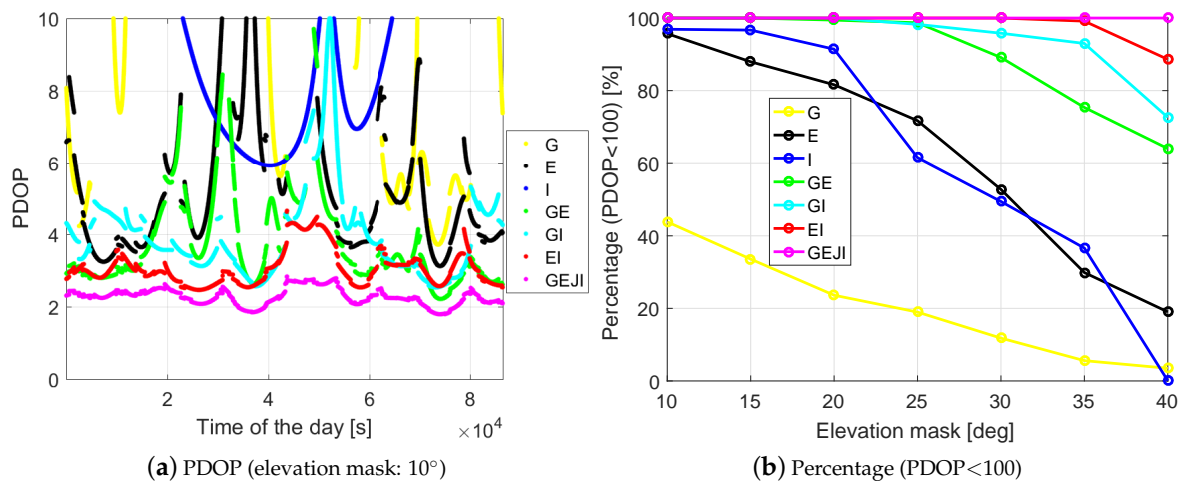 10
8
6
4
2
0
PDOP
2
4
6
8
Time of the day [s]
×10^4
G
E
I
GE
GI
EI
GEJI
(a) PDOP (elevation mask: 10°)
100
80
60
40
20
0
Percentage (PDOP<100) [%]
10
15
20
25
30
35
40
Elevation mask [deg]
G
E
I
GE
GI
EI
GEJI
(b) Percentage (PDOP<100)